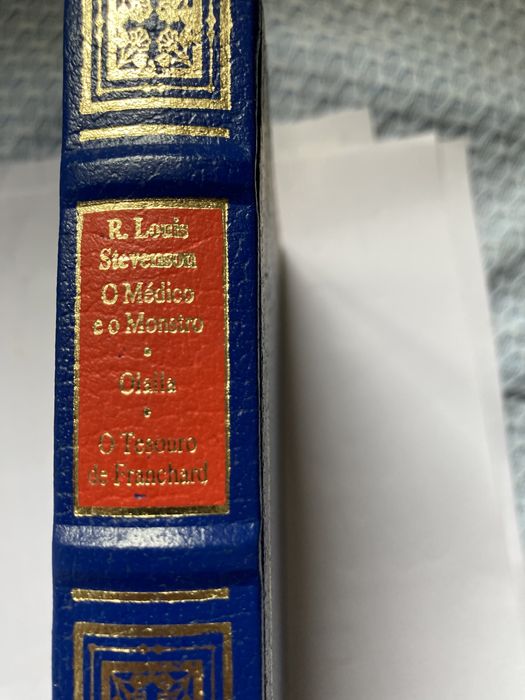 R. Louis
Stevenson
O Médico
e o Monstro
•
Olalla
•
O Tesouro
de Franchard